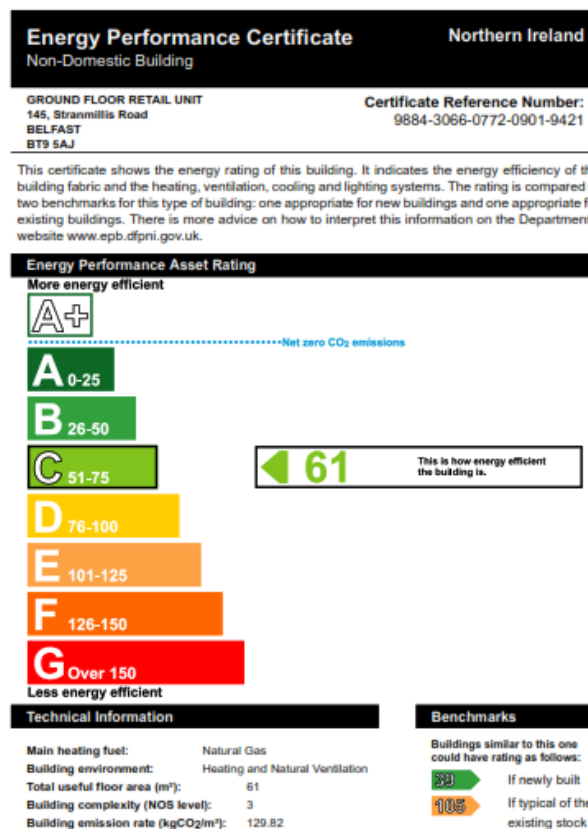 Energy Performance Certificate
Northern Ireland
Non-Domestic Building
GROUND FLOOR RETAIL UNIT
145, Stranmillis Road
BELFAST
BT9 5AJ
Certificate Reference Number:
9884-3066-0772-0901-9421
This certificate shows the energy rating of this building. It indicates the energy efficiency of th
building fabric and the heating, ventilation, cooling and lighting systems. The rating is compared
two benchmarks for this type of building: one appropriate for new buildings and one appropriate f
existing buildings. There is more advice on how to interpret this information on the Department
website www.epb.dfpni.gov.uk.
Energy Performance Asset Rating
More energy efficient
A+
Net zero CO₂ emissions
A 0-25
B 26-50
C 51-75
61
This is how energy efficient
the building is.
D 76-100
E 101-125
F 126-150
G Over 150
Less energy efficient
Technical Information
Main heating fuel: Natural Gas
Building environment: Heating and Natural Ventilation
Total useful floor area (m²): 61
Building complexity (NOS level): 3
Building emission rate (kgCO₂/m²): 129.82
Benchmarks
Buildings similar to this one
could have rating as follows:
39 If newly built
105 If typical of the
existing stock